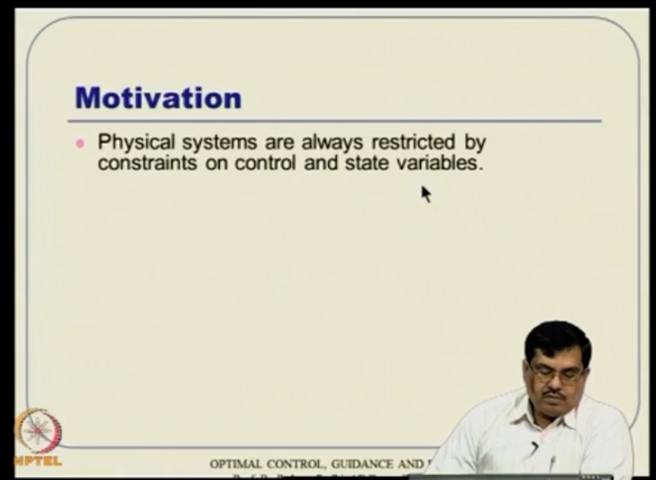 Motivation
Physical systems are always restricted by
constraints on control and state variables.
NPTEL
OPTIMAL CONTROL, GUIDANCE AND